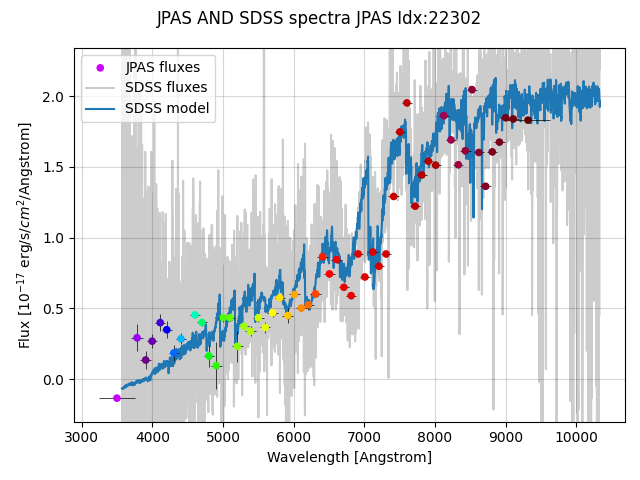 JPAS AND SDSS spectra JPAS Idx:22302
JPAS fluxes
SDSS fluxes
SDSS model
Flux [10⁻¹⁷ erg/s/cm²/Angstrom]
2.0
1.5
1.0
0.5
0.0
3000 4000 5000 6000 7000 8000 9000 10000
Wavelength [Angstrom]